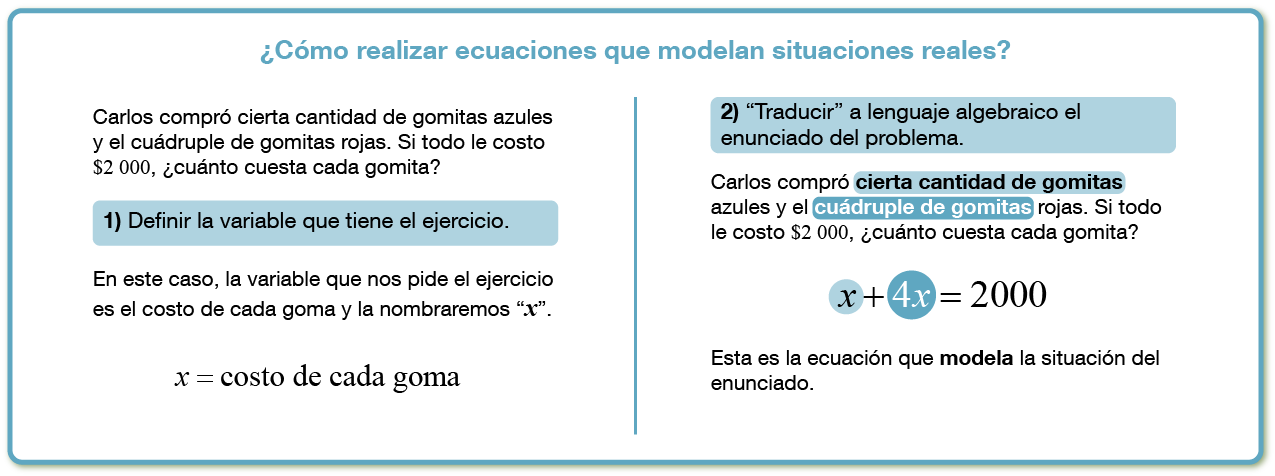 ¿Cómo realizar ecuaciones que modelan situaciones reales?
Carlos compró cierta cantidad de gomitas azules
y el cuádruple de gomitas rojas. Si todo le costo
$2 000, ¿cuánto cuesta cada gomita?
1) Definir la variable que tiene el ejercicio.
En este caso, la variable que nos pide el ejercicio
es el costo de cada goma y la nombraremos “x”.
x = costo de cada goma
2) “Traducir” a lenguaje algebraico el
enunciado del problema.
Carlos compró cierta cantidad de gomitas
azules y el cuádruple de gomitas rojas. Si todo
le costo $2 000, ¿cuánto cuesta cada gomita?
x + 4x = 2000
Esta es la ecuación que modela la situación del
enunciado.